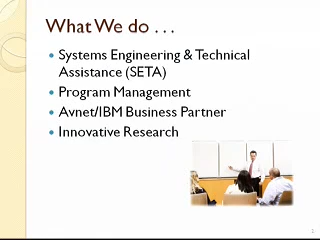 What We do . . .
Systems Engineering & Technical
Assistance (SETA)
Program Management
Avnet/IBM Business Partner
Innovative Research